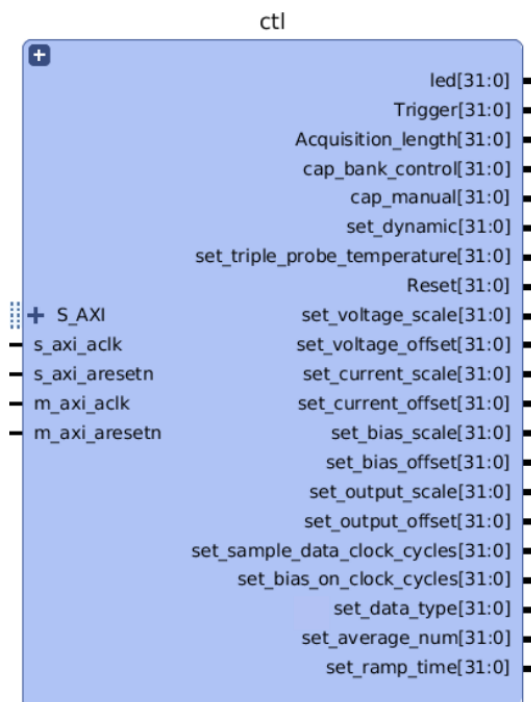 ctl
led[31:0]
Trigger[31:0]
Acquisition_length[31:0]
cap_bank_control[31:0]
cap_manual[31:0]
set_dynamic[31:0]
set_triple_probe_temperature[31:0]
Reset[31:0]
S_AXI set_voltage_scale[31:0]
s_axi_aclk set_voltage_offset[31:0]
s_axi_aresetn set_current_scale[31:0]
m_axi_aclk set_current_offset[31:0]
m_axi_aresetn set_bias_scale[31:0]
set_bias_offset[31:0]
set_output_scale[31:0]
set_output_offset[31:0]
set_sample_data_clock_cycles[31:0]
set_bias_on_clock_cycles[31:0]
set_data_type[31:0]
set_average_num[31:0]
set_ramp_time[31:0]